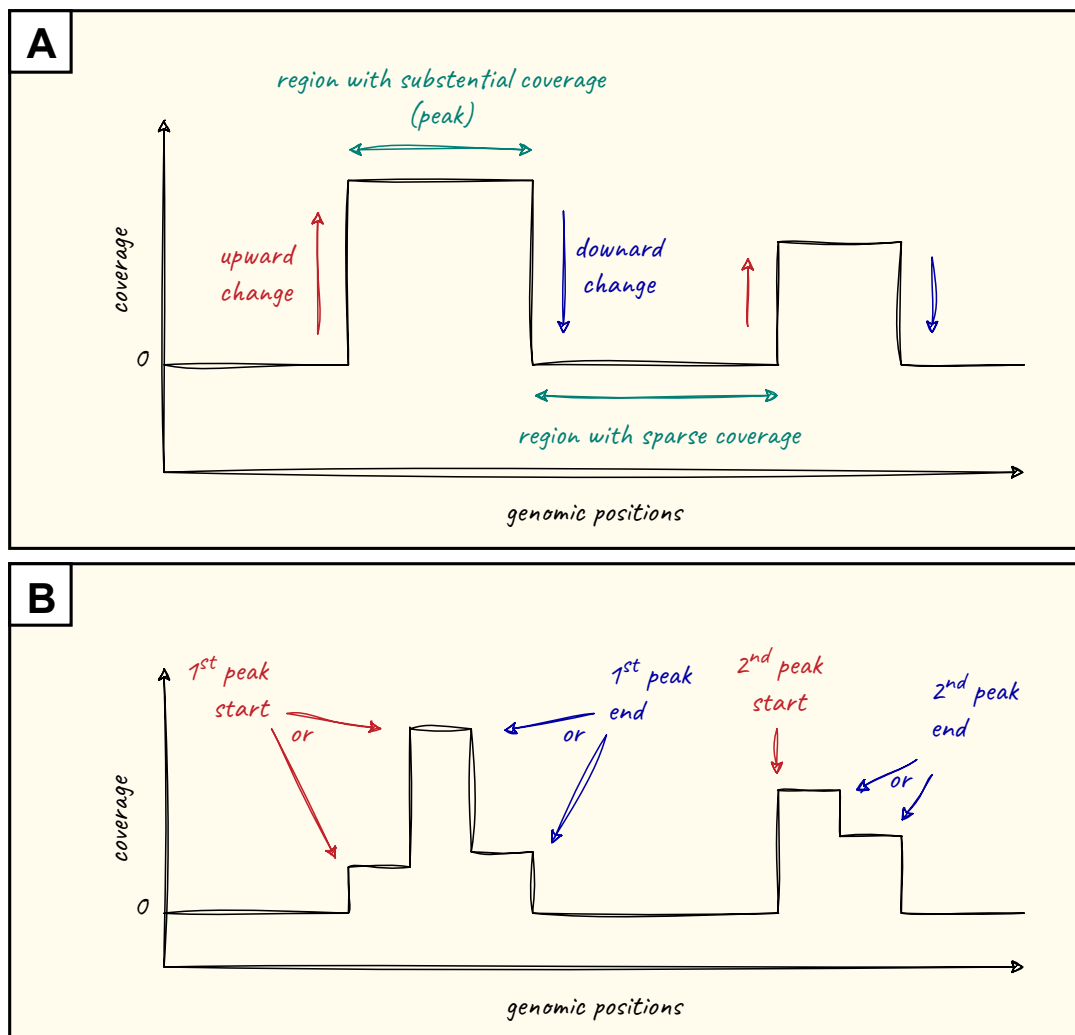 A
region with substential coverage
(peak)
upward
change
downard
change
coverage
0
region with sparse coverage
genomic positions
B
1st peak
start
or
1st peak
end
or
2nd peak
start
2nd peak
end
or
coverage
0
genomic positions